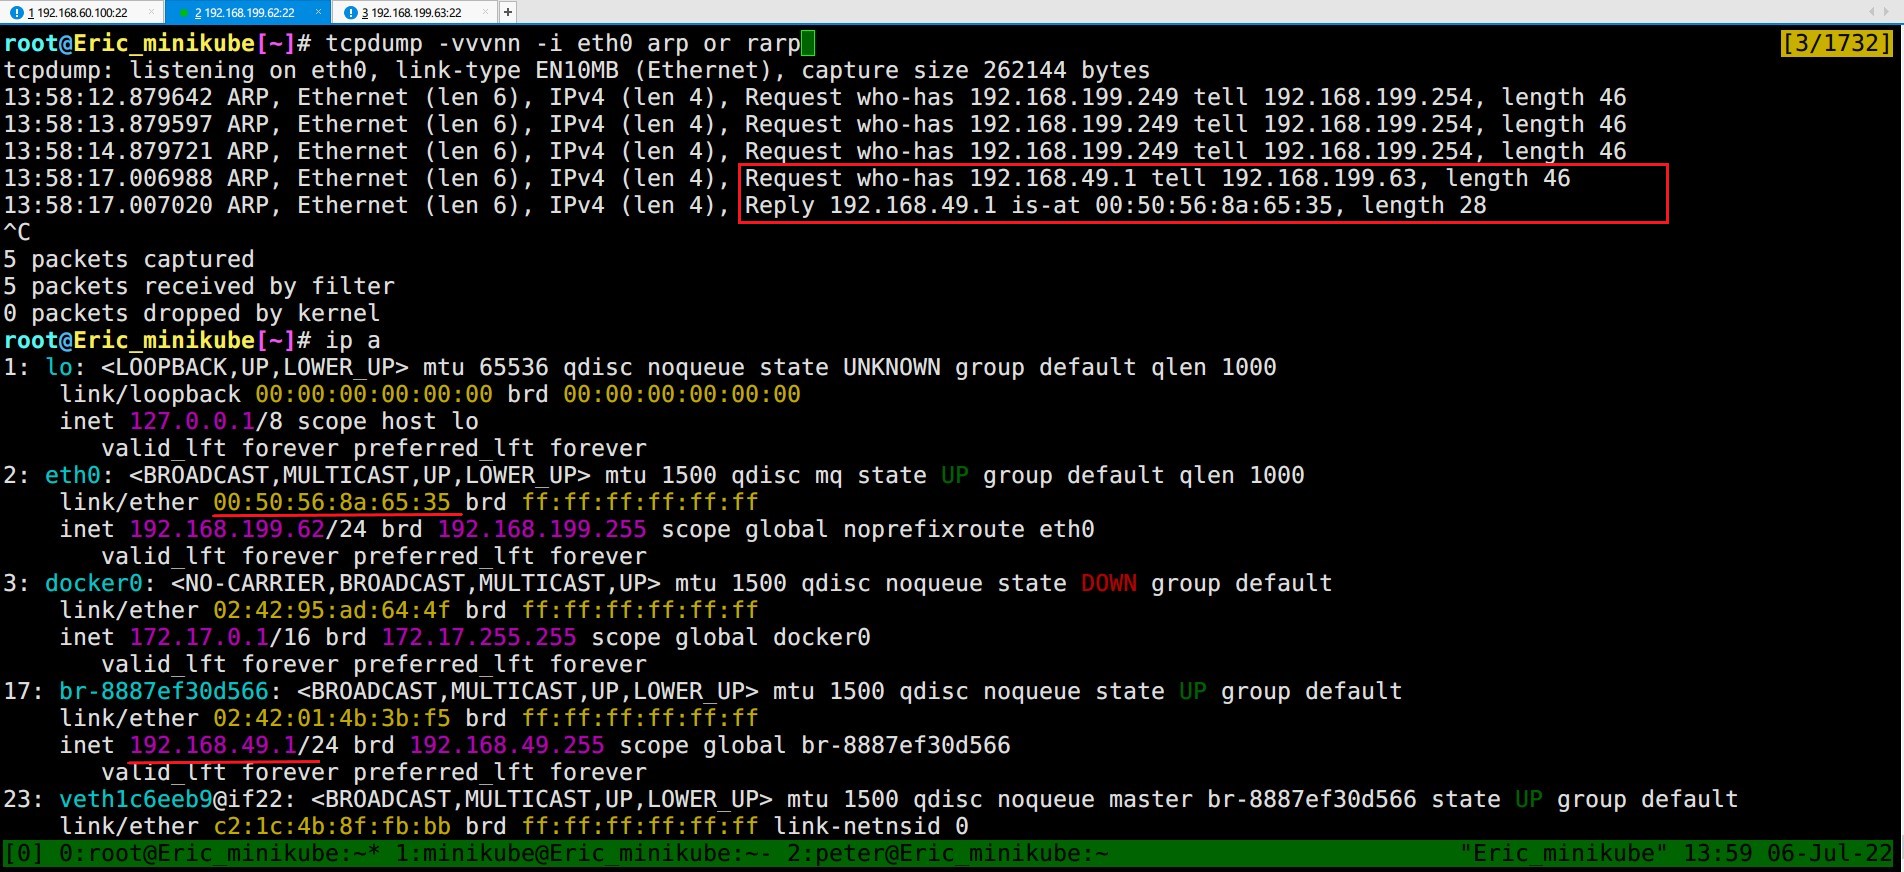 1 192.168.60.100:22 × 2 192.168.199.62:22 × 3 192.168.199.63:22 × +
root@Eric_minikube[~]# tcpdump -vvvnn -i eth0 arp or rarp [3/1732]
tcpdump: listening on eth0, link-type EN10MB (Ethernet), capture size 262144 bytes
13:58:12.879642 ARP, Ethernet (len 6), IPv4 (len 4), Request who-has 192.168.199.249 tell 192.168.199.254, length 46
13:58:13.879597 ARP, Ethernet (len 6), IPv4 (len 4), Request who-has 192.168.199.249 tell 192.168.199.254, length 46
13:58:14.879721 ARP, Ethernet (len 6), IPv4 (len 4), Request who-has 192.168.199.249 tell 192.168.199.254, length 46
13:58:17.006988 ARP, Ethernet (len 6), IPv4 (len 4), Request who-has 192.168.49.1 tell 192.168.199.63, length 46
13:58:17.007020 ARP, Ethernet (len 6), IPv4 (len 4), Reply 192.168.49.1 is-at 00:50:56:8a:65:35, length 28
^C
5 packets captured
5 packets received by filter
0 packets dropped by kernel
root@Eric_minikube[~]# ip a
1: lo: <LOOPBACK,UP,LOWER_UP> mtu 65536 qdisc noqueue state UNKNOWN group default qlen 1000
    link/loopback 00:00:00:00:00:00 brd 00:00:00:00:00:00
    inet 127.0.0.1/8 scope host lo
       valid_lft forever preferred_lft forever
2: eth0: <BROADCAST,MULTICAST,UP,LOWER_UP> mtu 1500 qdisc mq state UP group default qlen 1000
    link/ether 00:50:56:8a:65:35 brd ff:ff:ff:ff:ff:ff
    inet 192.168.199.62/24 brd 192.168.199.255 scope global noprefixroute eth0
       valid_lft forever preferred_lft forever
3: docker0: <NO-CARRIER,BROADCAST,MULTICAST,UP> mtu 1500 qdisc noqueue state DOWN group default
    link/ether 02:42:95:ad:64:4f brd ff:ff:ff:ff:ff:ff
    inet 172.17.0.1/16 brd 172.17.255.255 scope global docker0
       valid_lft forever preferred_lft forever
17: br-8887ef30d566: <BROADCAST,MULTICAST,UP,LOWER_UP> mtu 1500 qdisc noqueue state UP group default
    link/ether 02:42:01:4b:3b:f5 brd ff:ff:ff:ff:ff:ff
    inet 192.168.49.1/24 brd 192.168.49.255 scope global br-8887ef30d566
       valid_lft forever preferred_lft forever
23: veth1c6eeb9@if22: <BROADCAST,MULTICAST,UP,LOWER_UP> mtu 1500 qdisc noqueue master br-8887ef30d566 state UP group default
    link/ether c2:1c:4b:8f:fb:bb brd ff:ff:ff:ff:ff:ff link-netnsid 0
[0] 0:root@Eric_minikube:~* 1:minikube@Eric_minikube:~- 2:peter@Eric_minikube:~ "Eric_minikube" 13:59 06-Jul-22